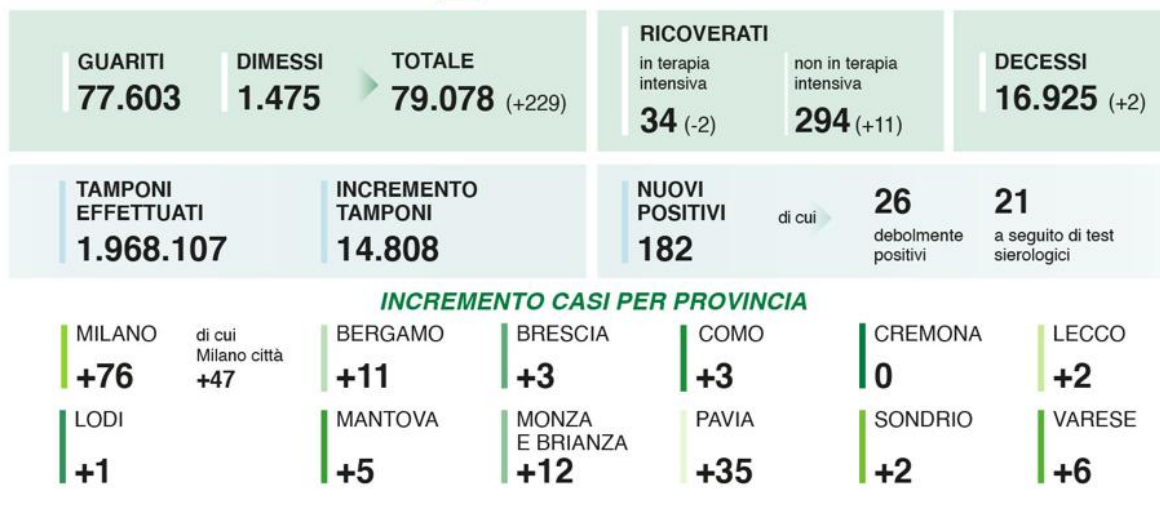 GUARITI
77.603
DIMESSI
1.475
TOTALE
79.078 (+229)
RICOVERATI
in terapia
intensiva
34 (-2)
non in terapia
intensiva
294 (+11)
DECESSI
16.925 (+2)
TAMPONI
EFFETTUATI
1.968.107
INCREMENTO
TAMPONI
14.808
NUOVI
POSITIVI
182
di cui
26
debolmente
positivi
21
a seguito di test
sierologici
INCREMENTO CASI PER PROVINCIA
MILANO
+76
di cui
Milano città
+47
BERGAMO
+11
BRESCIA
+3
COMO
+3
CREMONA
0
LECCO
+2
LODI
+1
MANTOVA
+5
MONZA
E BRIANZA
+12
PAVIA
+35
SONDRIO
+2
VARESE
+6